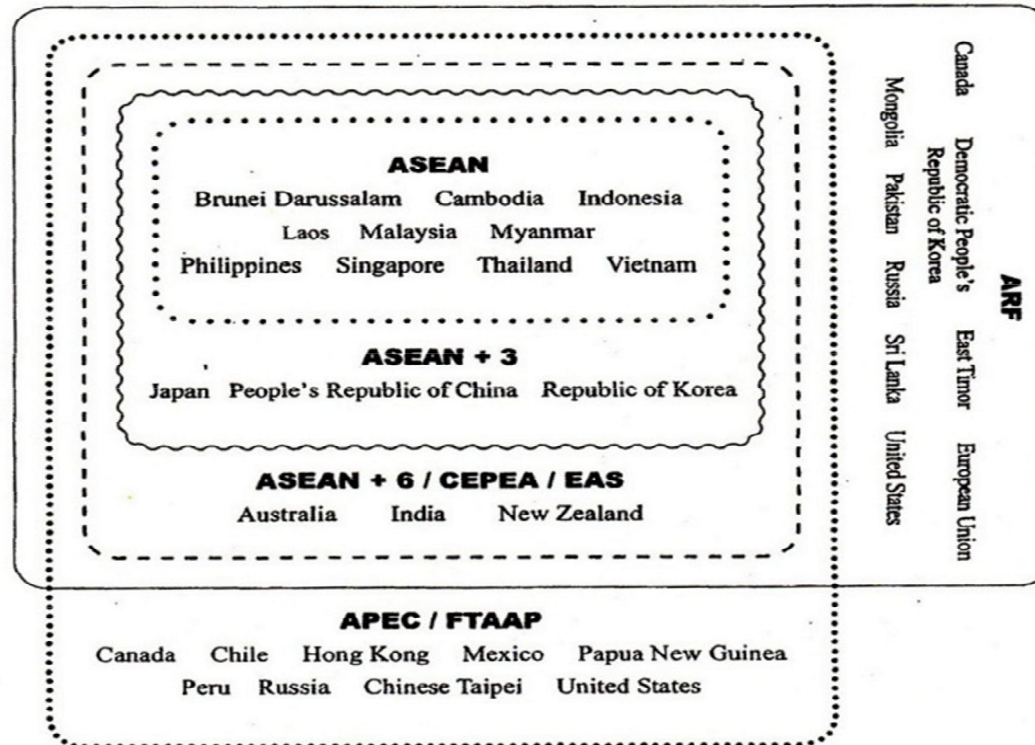 ASEAN
Brunei Darussalam Cambodia Indonesia
Laos Malaysia Myanmar
Philippines Singapore Thailand Vietnam
ASEAN + 3
Japan People's Republic of China Republic of Korea
ASEAN + 6 / CEPEA / EAS
Australia India New Zealand
APEC / FTAAP
Canada Chile Hong Kong Mexico Papua New Guinea
Peru Russia Chinese Taipei United States
ARF
Canada Democratic People's East Timor European Union
Republic of Korea
Mongolia Pakistan Russia Sri Lanka United States